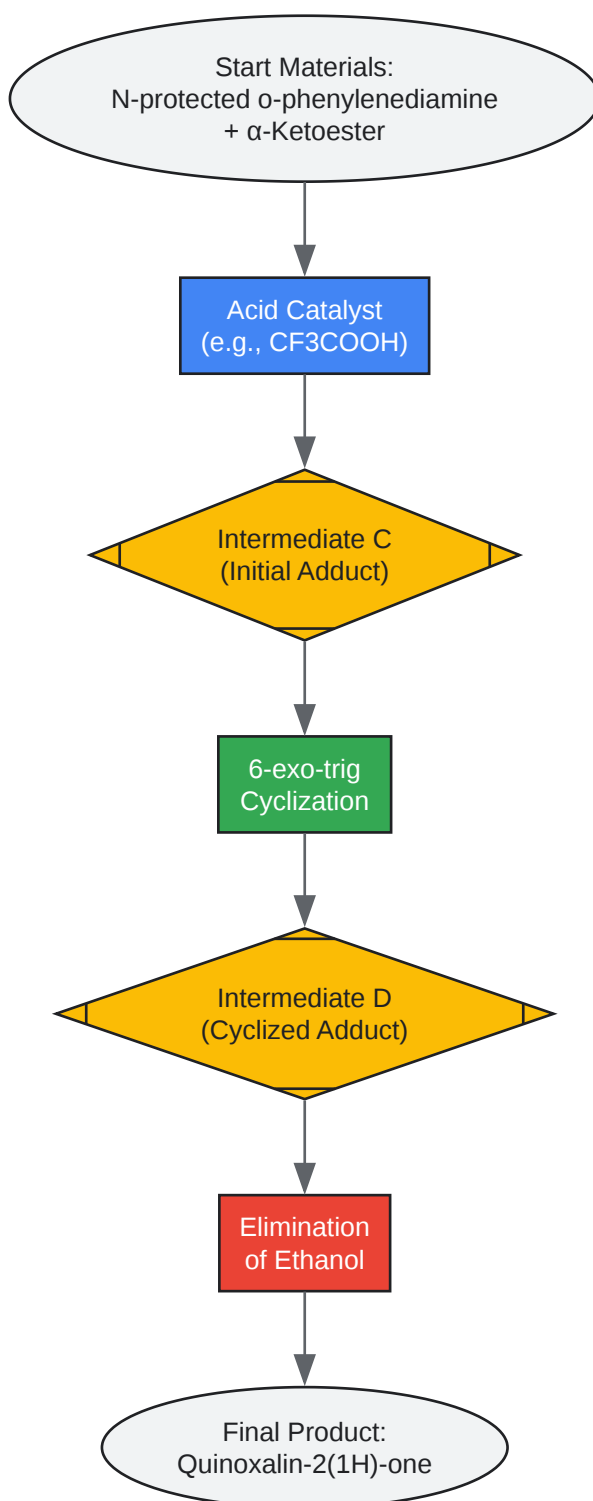 Start Materials:
N-protected o-phenylenediamine
+ α-Ketoester
Acid Catalyst
(e.g., CF3COOH)
Intermediate C
(Initial Adduct)
6-exo-trig
Cyclization
Intermediate D
(Cyclized Adduct)
Elimination
of Ethanol
Final Product:
Quinoxalin-2(1H)-one